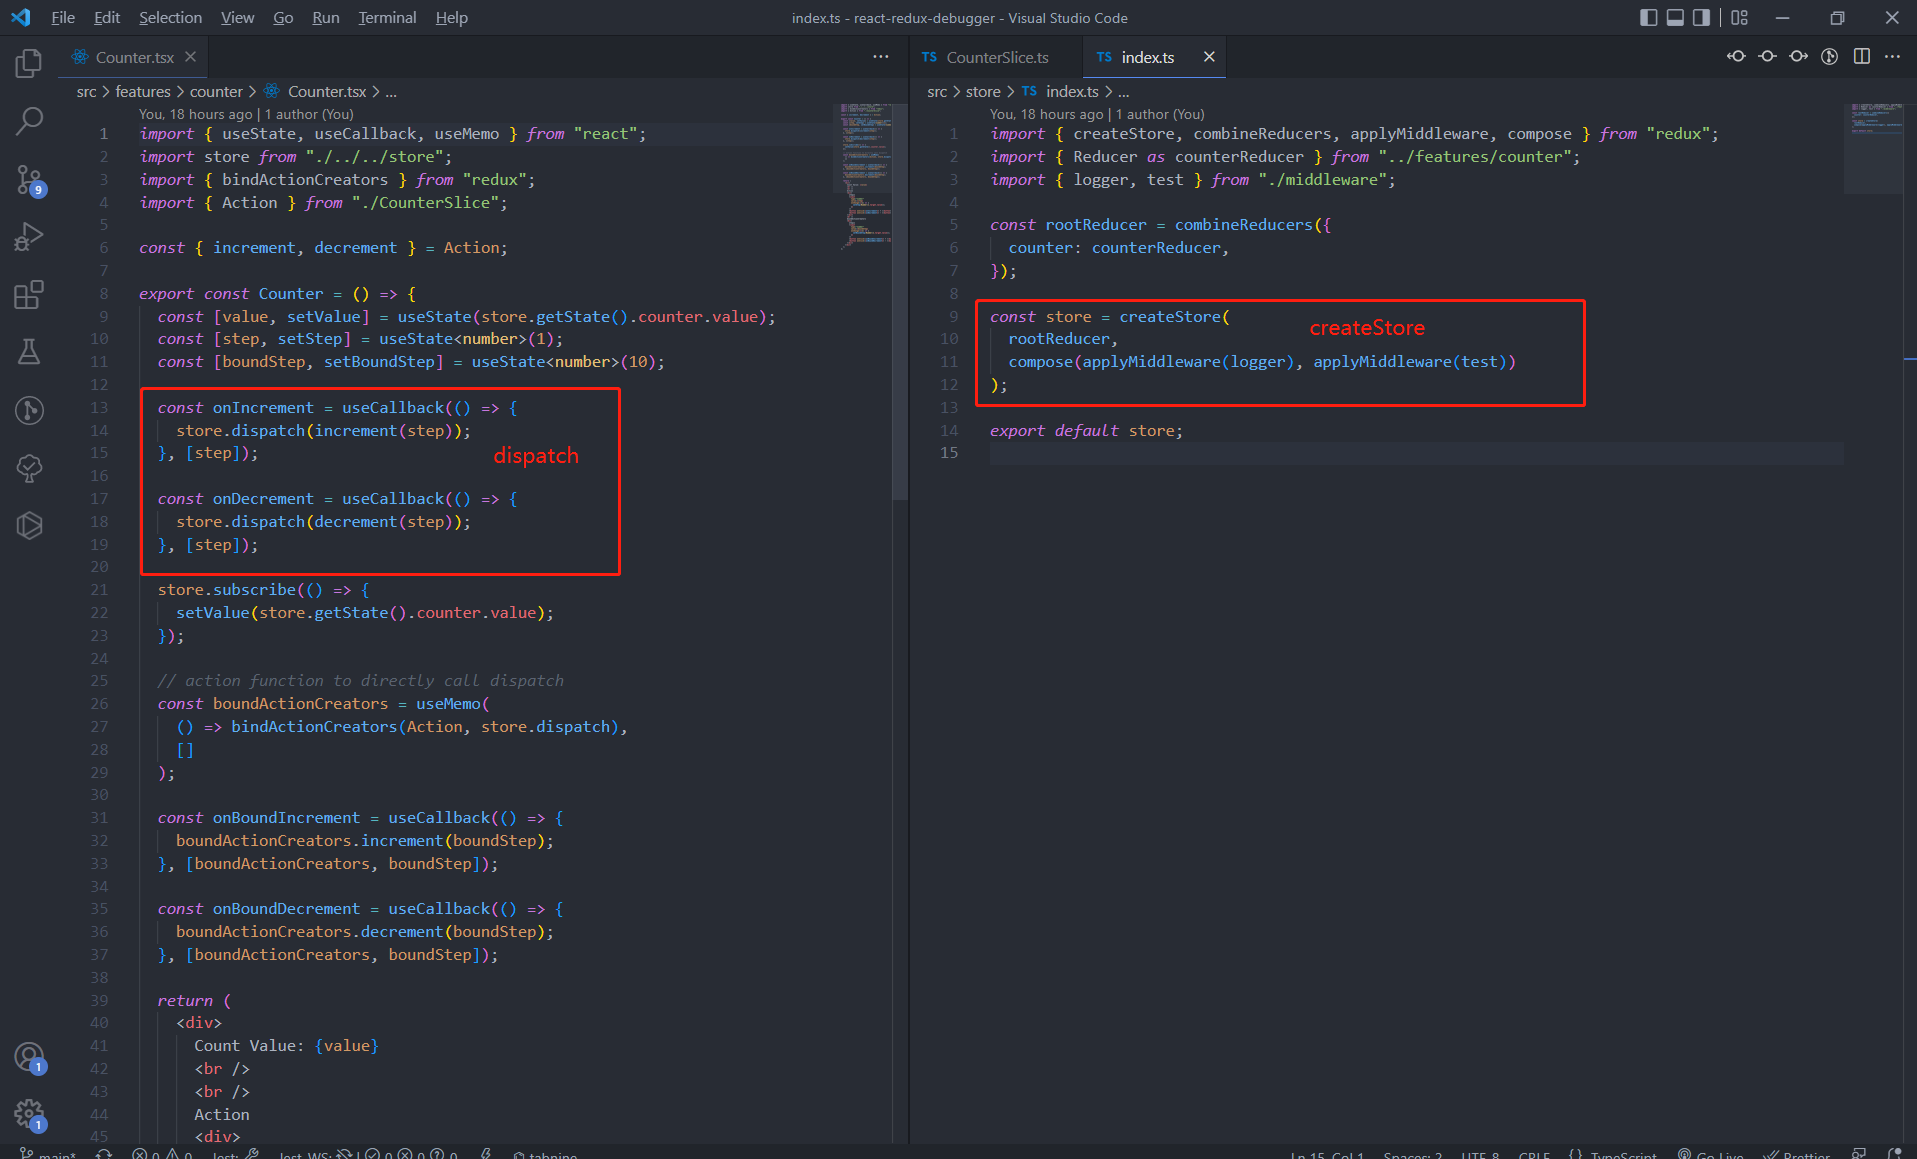 File Edit Selection View Go Run Terminal Help
index.ts - react-redux-debugger - Visual Studio Code
Counter.tsx
src > features > counter > Counter.tsx > ...
You, 18 hours ago | 1 author (You)
1 import { useState, useCallback, useMemo } from "react";
2 import store from "./../../store";
3 import { bindActionCreators } from "redux";
4 import { Action } from "./CounterSlice";
5
6 const { increment, decrement } = Action;
7
8 export const Counter = () => {
9 const [value, setValue] = useState(store.getState().counter.value);
10 const [step, setStep] = useState<number>(1);
11 const [boundStep, setBoundStep] = useState<number>(10);
12
13 const onIncrement = useCallback(() => {
14 store.dispatch(increment(step));
15 }, [step]);
dispatch
16
17 const onDecrement = useCallback(() => {
18 store.dispatch(decrement(step));
19 }, [step]);
20
21 store.subscribe(() => {
22 setValue(store.getState().counter.value);
23 });
24
25 // action function to directly call dispatch
26 const boundActionCreators = useMemo(
27 () => bindActionCreators(Action, store.dispatch),
28 []
29 );
30
31 const onBoundIncrement = useCallback(() => {
32 boundActionCreators.increment(boundStep);
33 }, [boundActionCreators, boundStep]);
34
35 const onBoundDecrement = useCallback(() => {
36 boundActionCreators.decrement(boundStep);
37 }, [boundActionCreators, boundStep]);
38
39 return (
40 <div>
41 Count Value: {value}
42 <br />
43 <br />
44 Action
45 <div>
TS CounterSlice.ts TS index.ts
src > store > TS index.ts > ...
You, 18 hours ago | 1 author (You)
1 import { createStore, combineReducers, applyMiddleware, compose } from "redux";
2 import { Reducer as counterReducer } from "../features/counter";
3 import { logger, test } from "./middleware";
4
5 const rootReducer = combineReducers({
6 counter: counterReducer,
7 });
8
9 const store = createStore(
createStore
10 rootReducer,
11 compose(applyMiddleware(logger), applyMiddleware(test))
12 );
13
14 export default store;
15
9
1
1
main* 0 0 Jest: Jest-WS: 0 0 0 tabnine Ln 15, Col 1 Spaces: 2 UTF-8 CRLF {} TypeScript Go Live Prettier